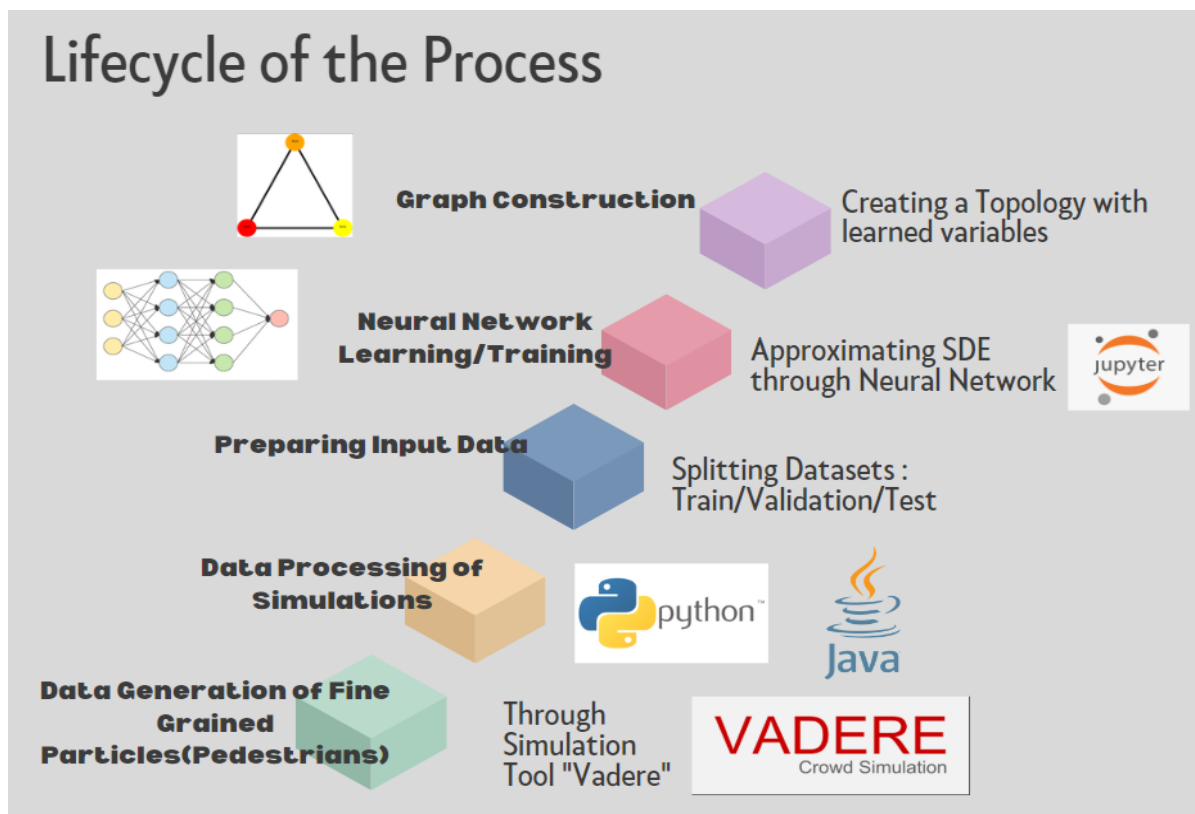 Lifecycle of the Process
Graph Construction
Creating a Topology with
learned variables
Neural Network
Learning/Training
Approximating SDE
through Neural Network
jupyter
Preparing Input Data
Splitting Datasets :
Train/Validation/Test
Data Processing of
Simulations
python™
Java
Data Generation of Fine
Grained
Particles(Pedestrians)
Through
Simulation
Tool "Vadere"
VADERE
Crowd Simulation